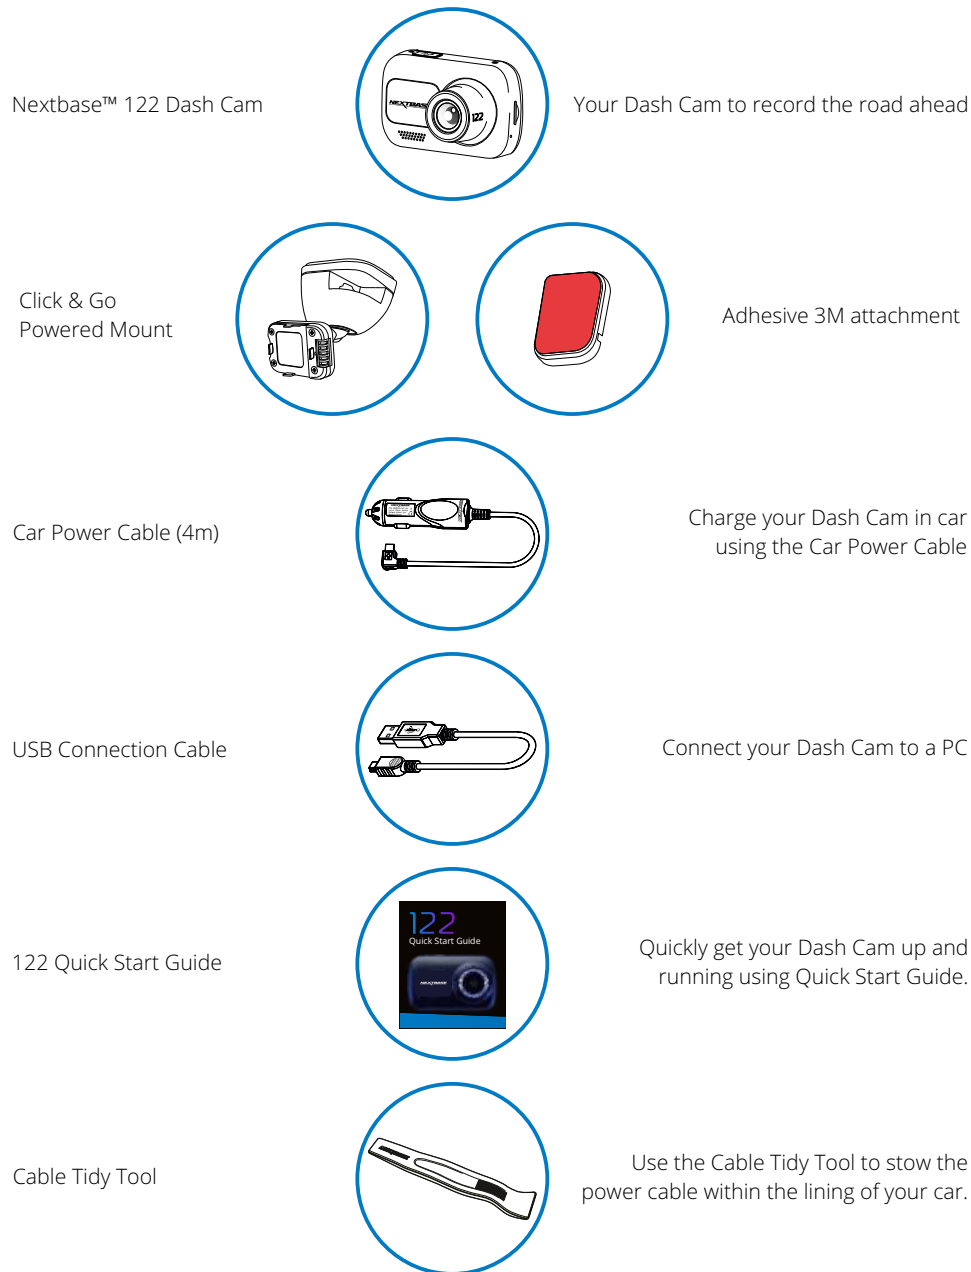 Nextbase™ 122 Dash Cam
NEXTBASE
122
Your Dash Cam to record the road ahead
Click & Go
Powered Mount
Adhesive 3M attachment
Car Power Cable (4m)
Charge your Dash Cam in car
using the Car Power Cable
USB Connection Cable
Connect your Dash Cam to a PC
122 Quick Start Guide
122
Quick Start Guide
NEXTBASE
Quickly get your Dash Cam up and
running using Quick Start Guide.
Cable Tidy Tool
Use the Cable Tidy Tool to stow the
power cable within the lining of your car.